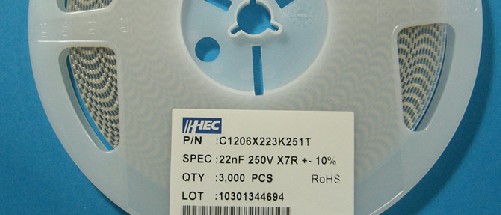 HEC
P/N :C1206X223K251T
SPEC :22nF 250V X7R +- 10%
QTY :3,000 PCS RoHS
LOT :10301344694